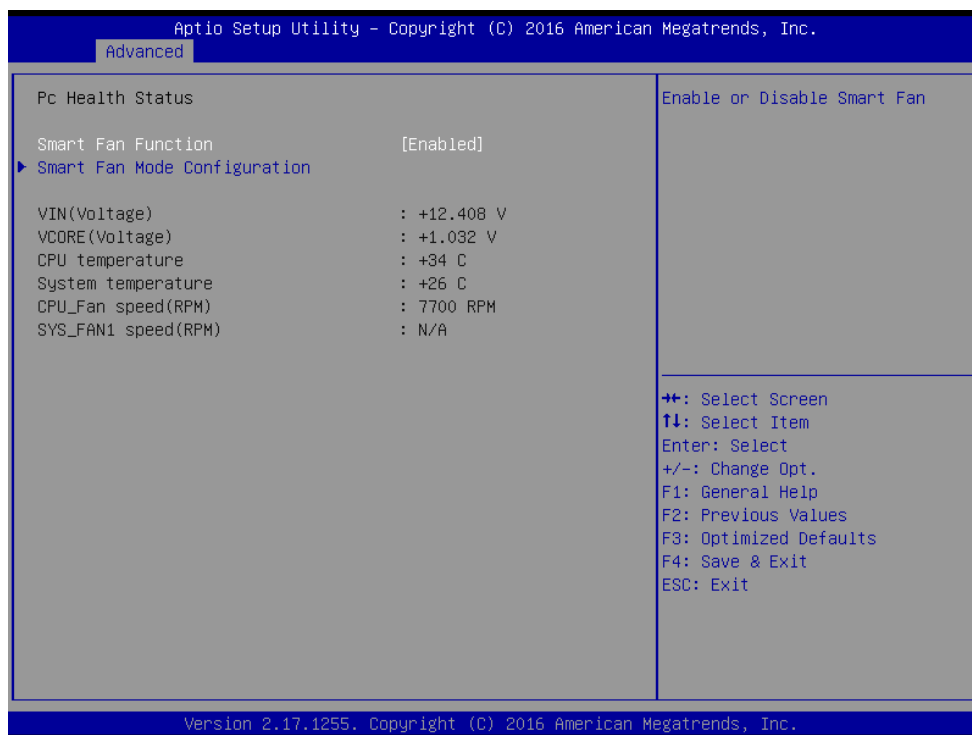 Aptio Setup Utility – Copyright (C) 2016 American Megatrends, Inc.
Advanced
Pc Health Status
Smart Fan Function [Enabled]
Smart Fan Mode Configuration
VIN(Voltage) : +12.408 V
VCORE(Voltage) : +1.032 V
CPU temperature : +34 C
System temperature : +26 C
CPU_Fan speed(RPM) : 7700 RPM
SYS_FAN1 speed(RPM) : N/A
Enable or Disable Smart Fan
→←: Select Screen
↑↓: Select Item
Enter: Select
+/-: Change Opt.
F1: General Help
F2: Previous Values
F3: Optimized Defaults
F4: Save & Exit
ESC: Exit
Version 2.17.1255. Copyright (C) 2016 American Megatrends, Inc.